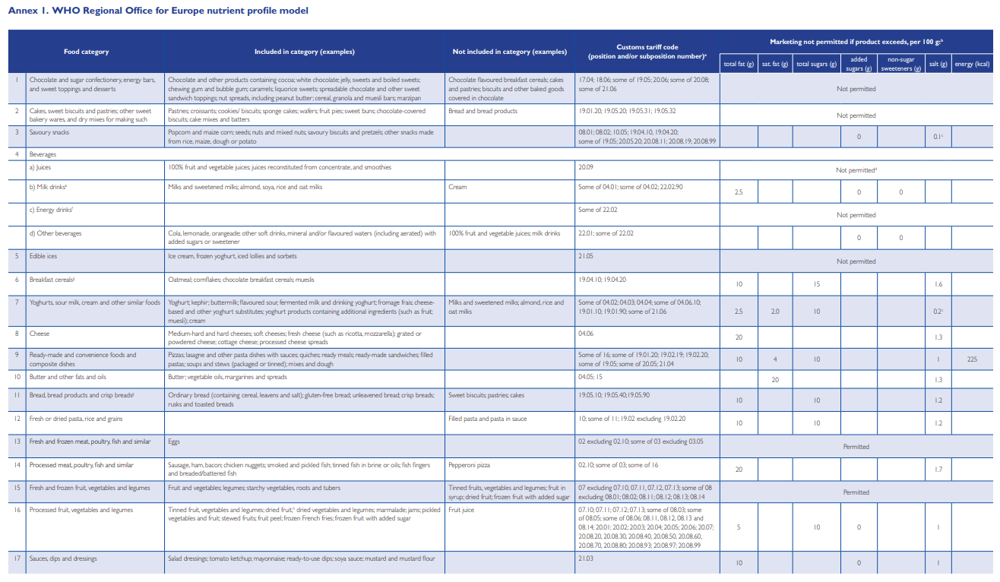 Annex 1. WHO Regional Office for Europe nutrient profile model
Food category
Included in category (examples)
Not included in category (examples)
Customs tariff code
(position and/or subposition number)ª
Marketing not permitted if product exceeds, per 100 g:ᵇ
total fat (g)
sat. fat (g)
total sugars (g)
added
sugars (g)
non-sugar
sweeteners (g)
salt (g)
energy (kcal)
1
Chocolate and sugar confectionery, energy bars,
and sweet toppings and desserts
Chocolate and other products containing cocoa; white chocolate; jelly, sweets and boiled sweets;
chewing gum and bubble gum; caramels; liquorice sweets; spreadable chocolate and other sweet
sandwich toppings; nut spreads, including peanut butter; cereal, granola and muesli bars; marzipan
Chocolate flavoured breakfast cereals; cakes
and pastries; biscuits and other baked goods
covered in chocolate
17.04; 18.06; some of 19.05; 20.06; some of 20.08;
some of 21.06
Not permitted
2
Cakes, sweet biscuits and pastries; other sweet
bakery wares, and dry mixes for making such
Pastries; croissants; cookies/ biscuits; sponge cakes; wafers; fruit pies; sweet buns; chocolate-covered
biscuits; cake mixes and batters
Bread and bread products
19.01.20; 19.05.20; 19.05.31; 19.05.32
Not permitted
3
Savoury snacks
Popcorn and maize corn; seeds; nuts and mixed nuts; savoury biscuits and pretzels; other snacks made
from rice, maize, dough or potato
08.01; 08.02; 10.05; 19.04.10, 19.04.20;
some of 19.05; 20.05.20; 20.08.11; 20.08.19; 20.08.99
0
0.1ᶜ
4
Beverages
a) Juices
100% fruit and vegetable juices; juices reconstituted from concentrate, and smoothies
20.09
Not permittedᵈ
b) Milk drinksᵉ
Milks and sweetened milks; almond, soya, rice and oat milks
Cream
Some of 04.01; some of 04.02; 22.02.90
2.5
0
0
c) Energy drinksᶠ
Some of 22.02
Not permitted
d) Other beverages
Cola, lemonade, orangeade; other soft drinks, mineral and/or flavoured waters (including aerated) with
added sugars or sweetener
100% fruit and vegetable juices; milk drinks
22.01; some of 22.02
0
0
5
Edible ices
Ice cream, frozen yoghurt, iced lollies and sorbets
21.05
Not permitted
6
Breakfast cerealsᵍ
Oatmeal; cornflakes; chocolate breakfast cereals; mueslis
19.04.10; 19.04.20
10
15
1.6
7
Yoghurts, sour milk, cream and other similar foods
Yoghurt; kephir; buttermilk; flavoured sour, fermented milk and drinking yoghurt; fromage frais; cheese-
based and other yoghurt substitutes; yoghurt products containing additional ingredients (such as fruit;
muesli); cream
Milks and sweetened milks; almond, rice and
oat milks
Some of 04.02; 04.03; 04.04; some of 04.06.10;
19.01.10; 19.01.90; some of 21.06
2.5
2.0
10
0.2ᶜ
8
Cheese
Medium-hard and hard cheeses; soft cheeses; fresh cheese (such as ricotta, mozzarella); grated or
powdered cheese; cottage cheese; processed cheese spreads
04.06
20
1.3
9
Ready-made and convenience foods and
composite dishes
Pizzas; lasagne and other pasta dishes with sauces; quiches; ready meals; ready-made sandwiches; filled
pastas; soups and stews (packaged or tinned); mixes and dough
Some of 16; some of 19.01.20; 19.02.19; 19.02.20;
some of 19.05; some of 20.05; 21.04
10
4
10
1
225
10
Butter and other fats and oils
Butter; vegetable oils, margarines and spreads
04.05; 15
20
1.3
11
Bread, bread products and crisp breadsᵍ
Ordinary bread (containing cereal, leavens and salt); gluten-free bread; unleavened bread; crisp breads;
rusks and toasted breads
Sweet biscuits; pastries; cakes
19.05.10; 19.05.40;19.05.90
10
10
1.2
12
Fresh or dried pasta, rice and grains
Filled pasta and pasta in sauce
10; some of 11; 19.02 excluding 19.02.20
10
10
1.2
13
Fresh and frozen meat, poultry, fish and similar
Eggs
02 excluding 02.10; some of 03 excluding 03.05
Permitted
14
Processed meat, poultry, fish and similar
Sausage, ham, bacon; chicken nuggets; smoked and pickled fish; tinned fish in brine or oils; fish fingers
and breaded/battered fish
Pepperoni pizza
02.10; some of 03; some of 16
20
1.7
15
Fresh and frozen fruit, vegetables and legumes
Fruit and vegetables; legumes; starchy vegetables, roots and tubers
Tinned fruits, vegetables and legumes; fruit in
syrup; dried fruit; frozen fruit with added sugar
07 excluding 07.10, 07.11, 07.12, 07.13; some of 08
excluding 08.01; 08.02; 08.11; 08.12; 08.13; 08.14
Permitted
16
Processed fruit, vegetables and legumes
Tinned fruit, vegetables and legumes; dried fruit,ʰ dried vegetables and legumes; marmalade; jams; pickled
vegetables and fruit; stewed fruits; fruit peel; frozen French fries; frozen fruit with added sugar
Fruit juice
07.10; 07.11; 07.12; 07.13; some of 08.03; some
of 08.05; some of 08.06; 08.11, 08.12, 08.13 and
08.14; 20.01; 20.02; 20.03; 20.04; 20.05; 20.06; 20.07;
20.08.20, 20.08.30, 20.08.40, 20.08.50, 20.08.60,
20.08.70, 20.08.80; 20.08.93; 20.08.97; 20.08.99
5
10
0
1
17
Sauces, dips and dressings
Salad dressings; tomato ketchup; mayonnaise; ready-to-use dips; soya sauce; mustard and mustard flour
21.03
10
0
1